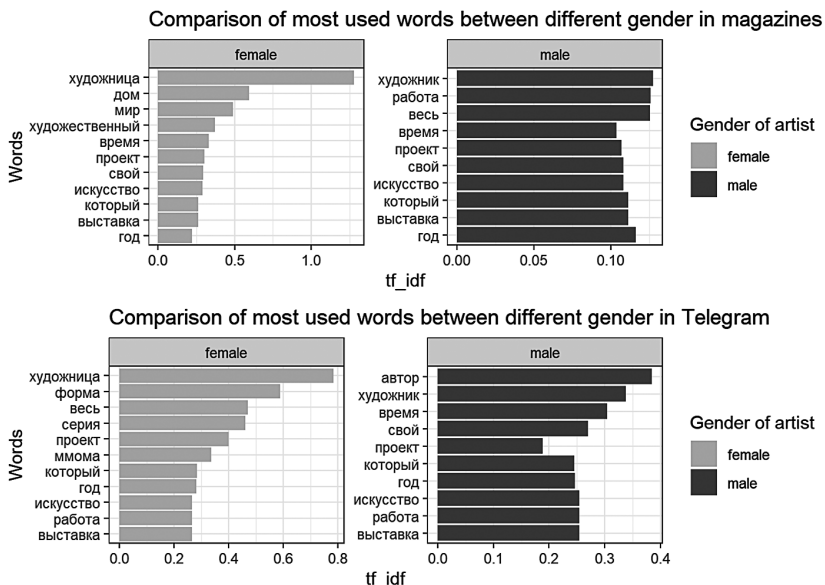 Comparison of most used words between different gender in magazines
female
male
Words
художница
дом
мир
художественный
время
проект
свой
искусство
который
выставка
год
0.0 0.5 1.0
художник
работа
весь
время
проект
свой
искусство
который
выставка
год
0.00 0.05 0.10
tf_idf
Gender of artist
female
male
Comparison of most used words between different gender in Telegram
female
male
Words
художница
форма
весь
серия
проект
ммома
который
год
искусство
работа
выставка
0.0 0.2 0.4 0.6 0.8
автор
художник
время
свой
проект
который
год
искусство
работа
выставка
0.0 0.1 0.2 0.3 0.4
tf_idf
Gender of artist
female
male